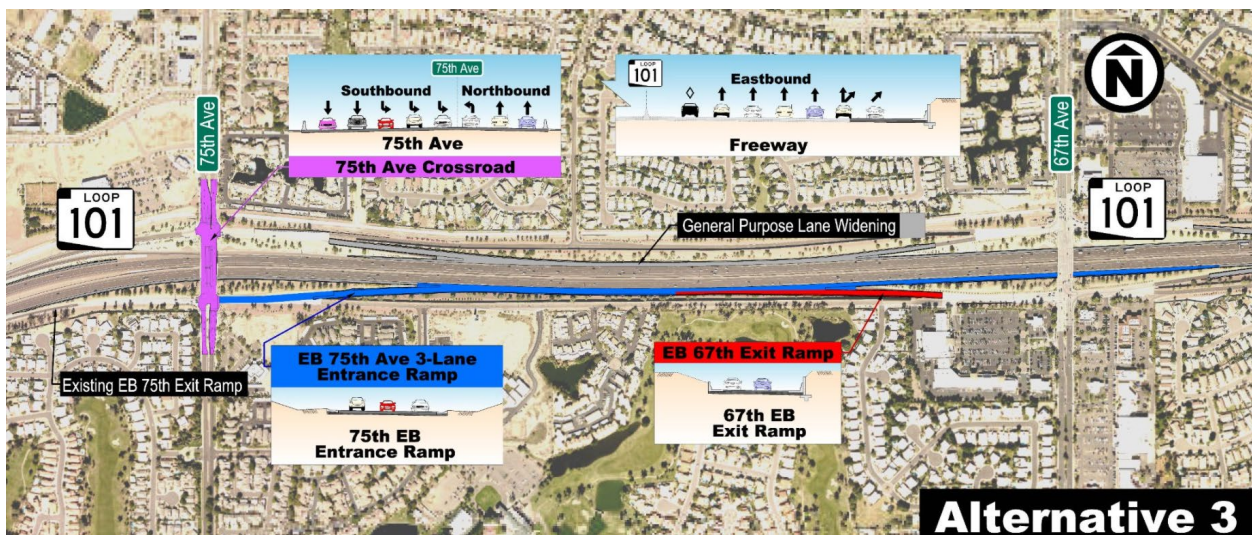 75th Ave
Southbound
Northbound
75th Ave
75th Ave Crossroad
LOOP
101
Eastbound
Freeway
75th Ave
67th Ave
N
LOOP
101
LOOP
101
General Purpose Lane Widening
EB 75th Ave 3-Lane
Entrance Ramp
75th EB
Entrance Ramp
EB 67th Exit Ramp
67th EB
Exit Ramp
Existing EB 75th Exit Ramp
Alternative 3